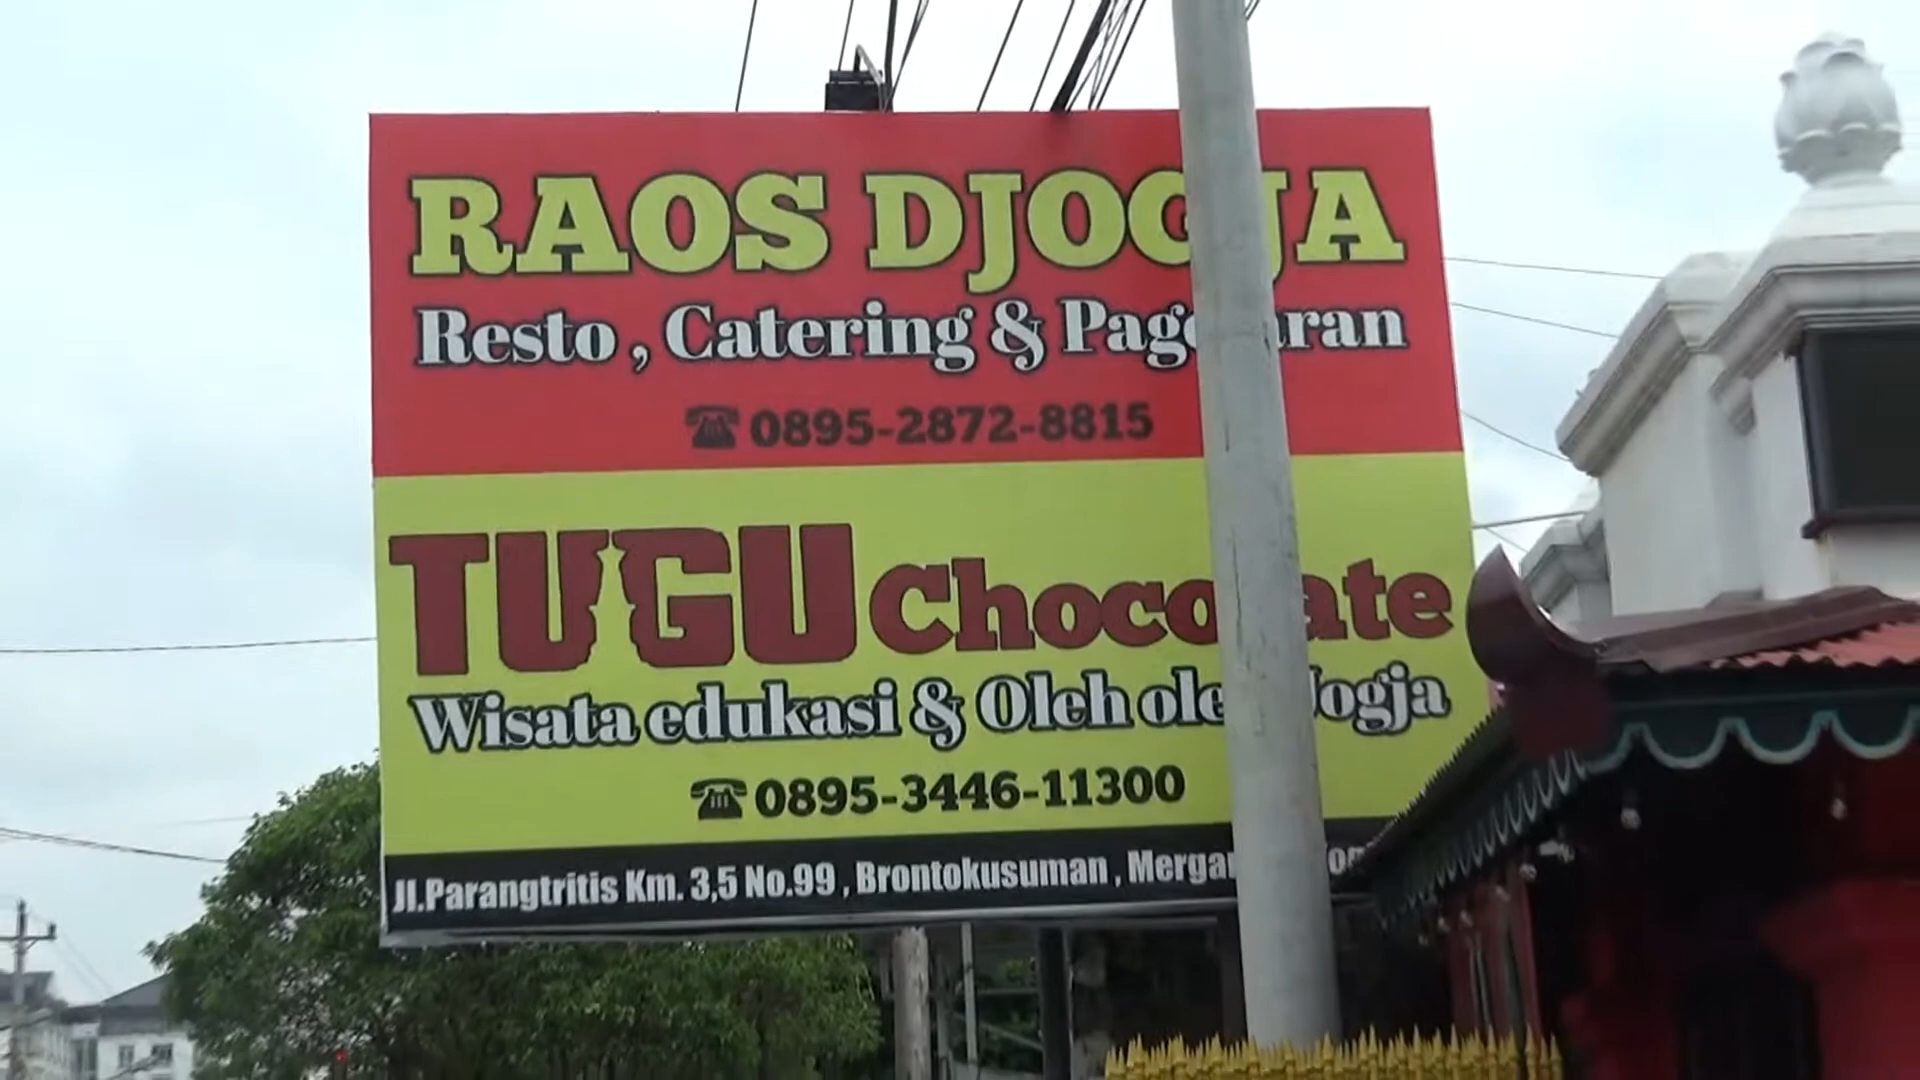 RAOS DJOGJA
Resto , Catering & Pagelaran
☎ 0895-2872-8815
TUGU Chocolate
Wisata edukasi & Oleh oleh Jogja
☎ 0895-3446-11300
Jl.Parangtritis Km. 3,5 No.99 , Brontokusuman ,